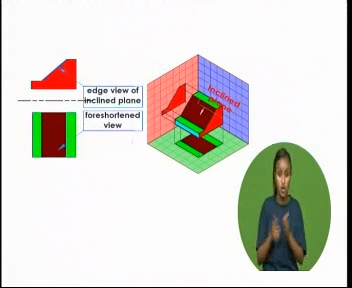 edge view of
inclined plane
foreshortened
view
inclined
plane